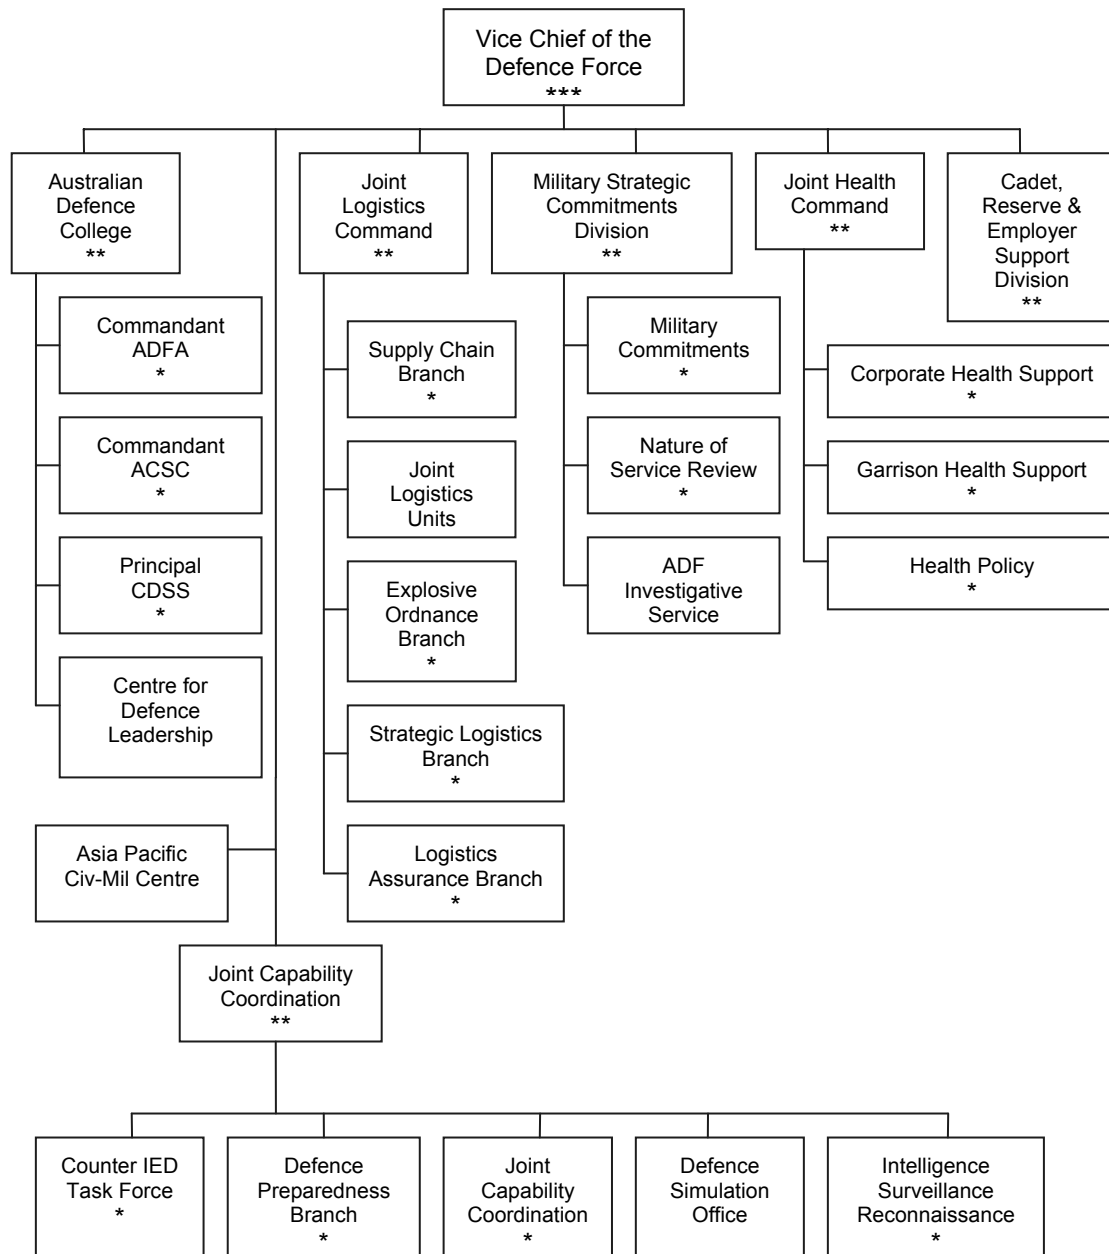 Vice Chief of the
Defence Force
***
Australian
Defence
College
**
Joint
Logistics
Command
**
Military Strategic
Commitments
Division
**
Joint Health
Command
**
Cadet,
Reserve &
Employer
Support
Division
**
Commandant
ADFA
*
Commandant
ACSC
*
Principal
CDSS
*
Centre for
Defence
Leadership
Supply Chain
Branch
*
Joint
Logistics
Units
Explosive
Ordnance
Branch
*
Strategic Logistics
Branch
*
Logistics
Assurance Branch
*
Military
Commitments
*
Nature of
Service Review
*
ADF
Investigative
Service
Corporate Health Support
*
Garrison Health Support
*
Health Policy
*
Asia Pacific
Civ-Mil Centre
Joint Capability
Coordination
**
Counter IED
Task Force
*
Defence
Preparedness
Branch
*
Joint
Capability
Coordination
*
Defence
Simulation
Office
Intelligence
Surveillance
Reconnaissance
*